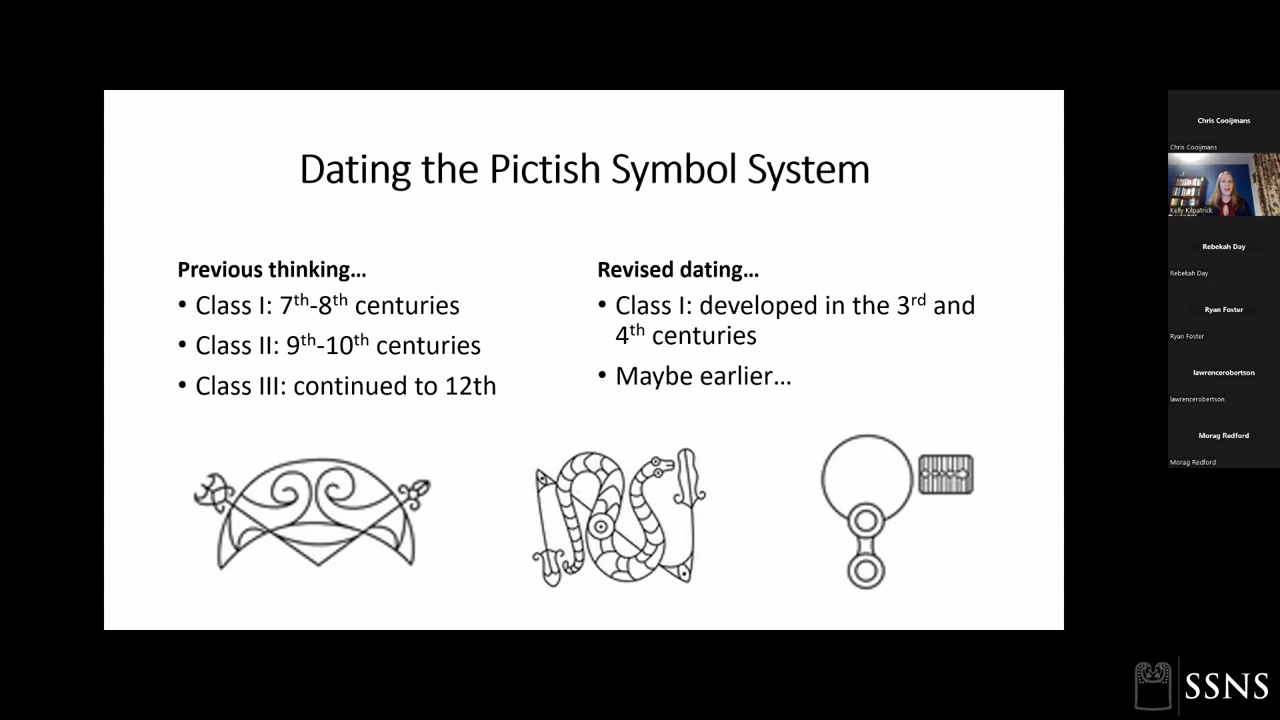 Dating the Pictish Symbol System
Previous thinking…
• Class I: 7th-8th centuries
• Class II: 9th-10th centuries
• Class III: continued to 12th
Revised dating…
• Class I: developed in the 3rd and
4th centuries
• Maybe earlier…
Chris Cooijmans
Chris Cooijmans
Kelly Kilpatrick
Rebekah Day
Rebekah Day
Ryan Foster
Ryan Foster
lawrencerobertson
lawrencerobertson
Morag Redford
Morag Redford
SSNS